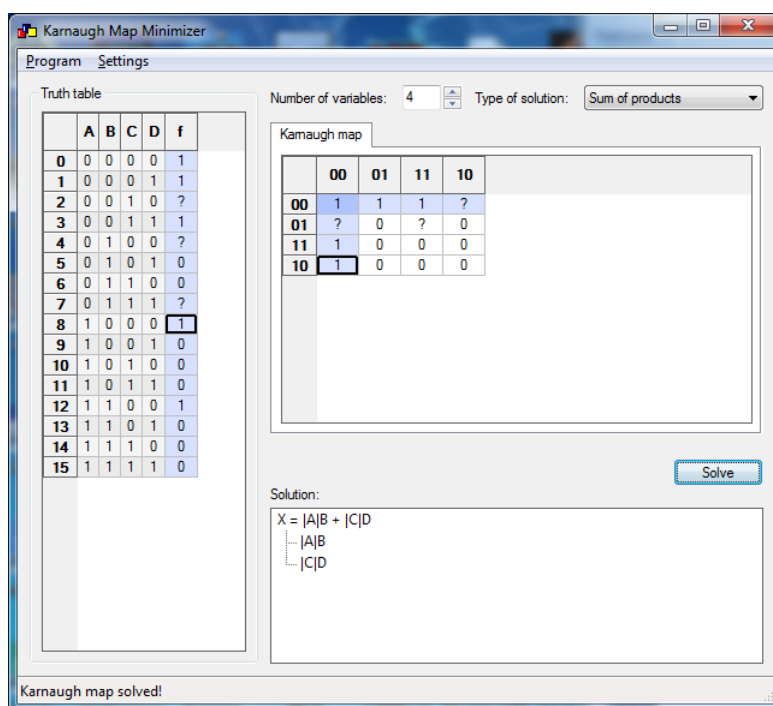 Karnaugh Map Minimizer
Program Settings
Truth table
A B C D f
0 0 0 0 0 1
1 0 0 0 1 1
2 0 0 1 0 ?
3 0 0 1 1 1
4 0 1 0 0 ?
5 0 1 0 1 0
6 0 1 1 0 0
7 0 1 1 1 ?
8 1 0 0 0 1
9 1 0 0 1 0
10 1 0 1 0 0
11 1 0 1 1 0
12 1 1 0 0 1
13 1 1 0 1 0
14 1 1 1 0 0
15 1 1 1 1 0
Number of variables: 4 Type of solution: Sum of products
Karnaugh map
00 01 11 10
00 1 1 1 ?
01 ? 0 ? 0
11 1 0 0 0
10 1 0 0 0
Solve
Solution:
X = |A|B + |C|D
|A|B
|C|D
Karnaugh map solved!